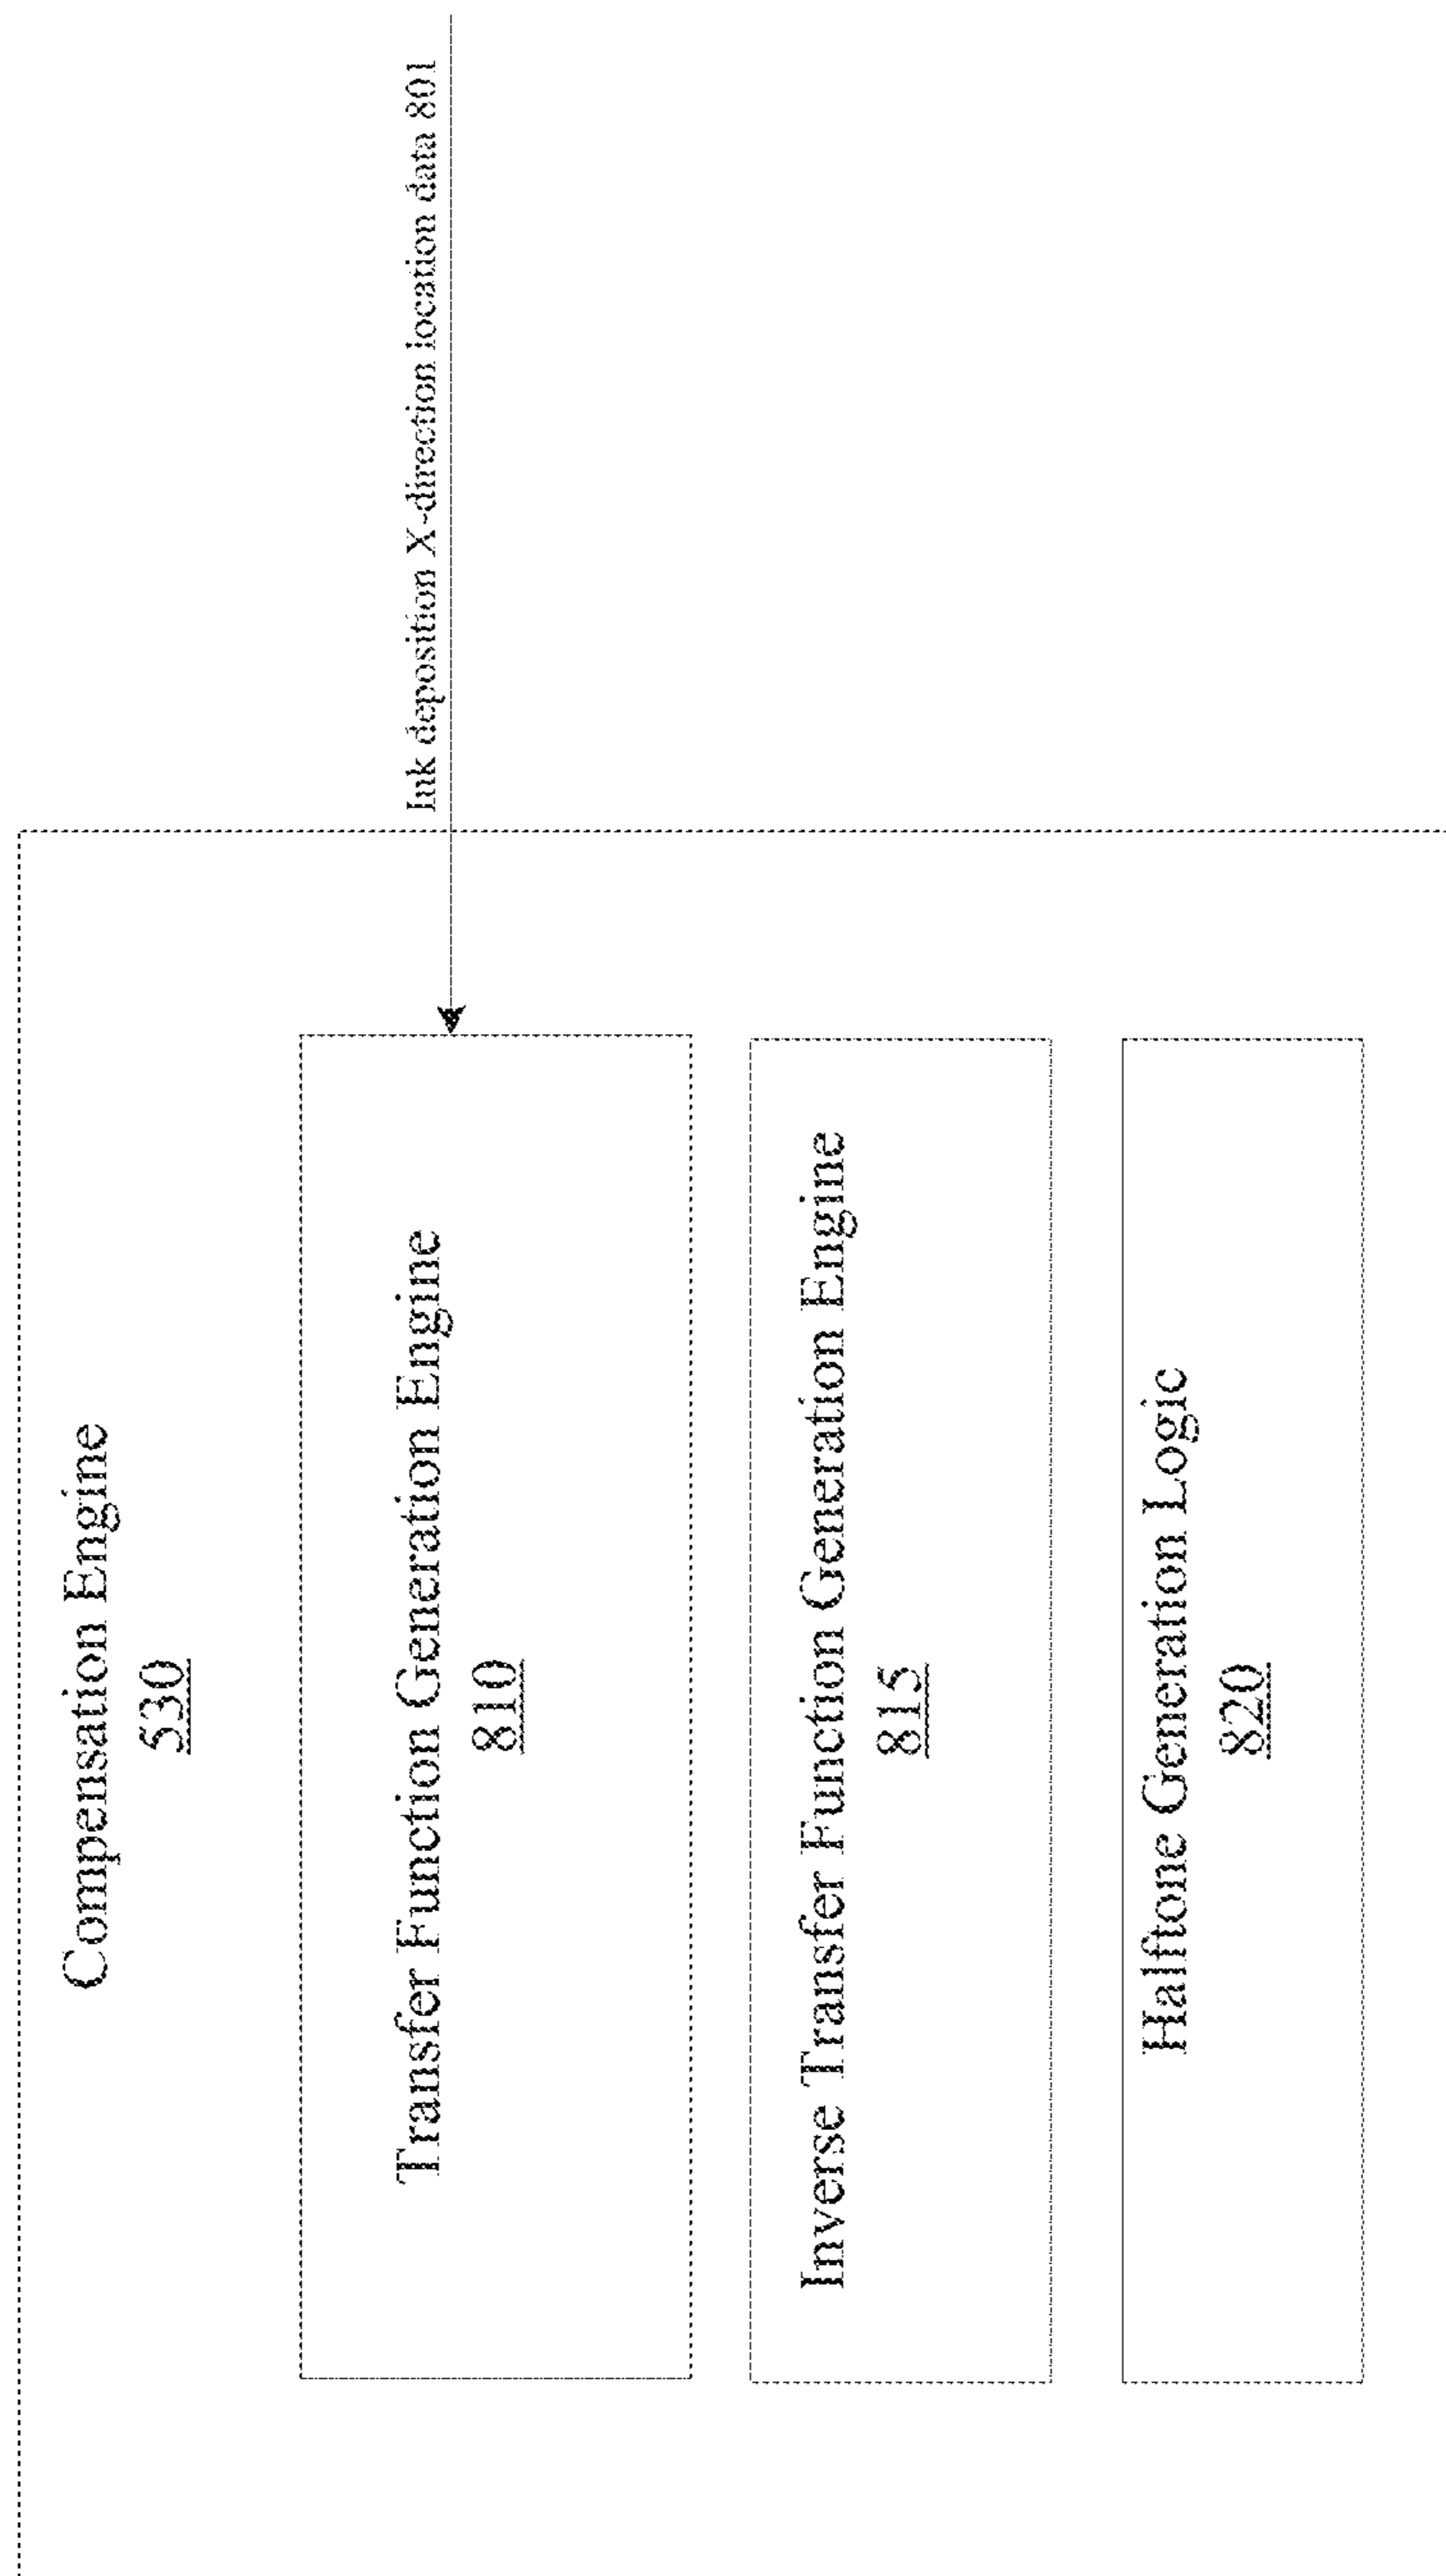 Compensation Engine
530
Ink deposition X-direction location data 801
Transfer Function Generation Engine
810
Inverse Transfer Function Generation Engine
815
Halftone Generation Logic
820